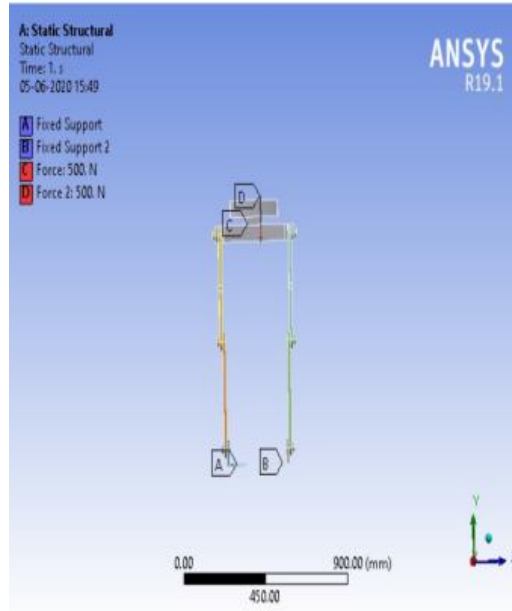 A: Static Structural
Static Structural
Time: 1. s
05-06-2020 15:49
A Fixed Support
B Fixed Support 2
C Force: 500. N
D Force 2: 500. N
ANSYS
R19.1
D
C
A
B
Y
0.00 900.00 (mm)
450.00